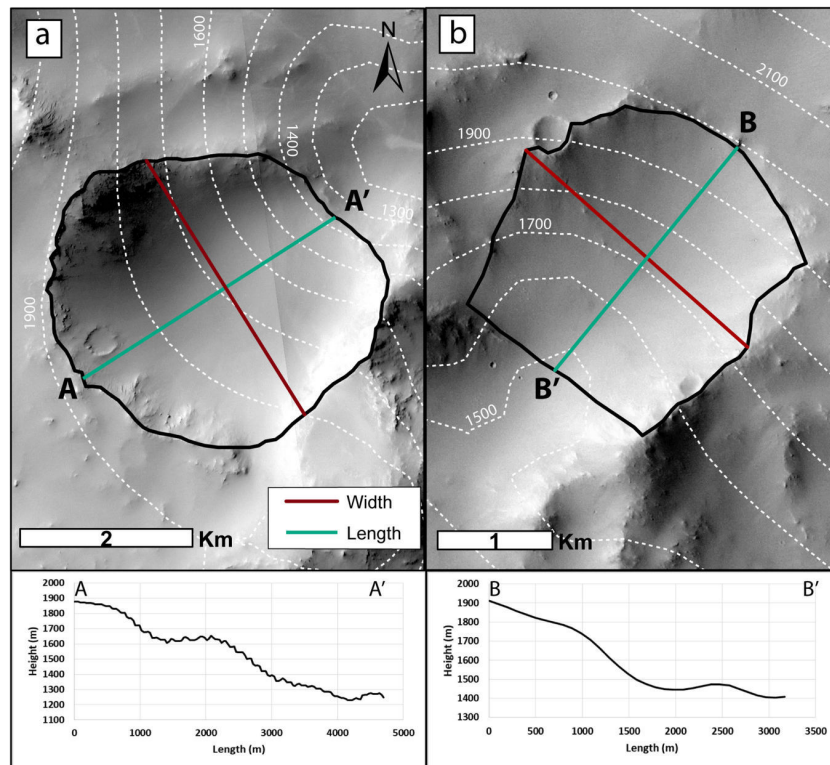 a
N
1600
1400
1300
1900
A'
A
Width
Length
2 Km
b
2100
1900
1700
1500
B
B'
1 Km
A A'
2000
1900
1800
1700
1600
1500
1400
1300
1200
1100
Height (m)
0 1000 2000 3000 4000 5000
Length (m)
B B'
2000
1900
1800
1700
1600
1500
1400
1300
Height (m)
0 500 1000 1500 2000 2500 3000 3500
Length (m)